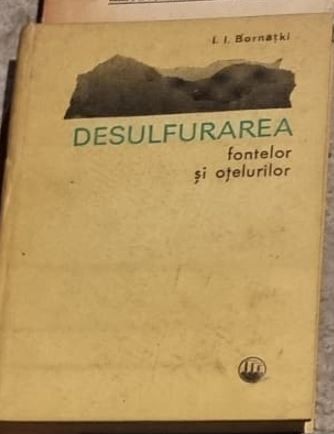 I. I. Bornațki
DESULFURAREA
fontelor
și oțelurilor